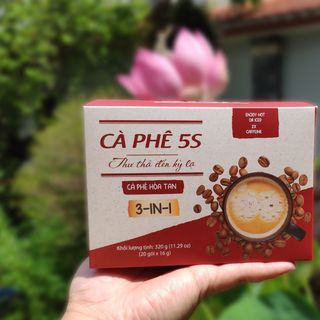 ENJOY HOT
OR ICED
2X
CAFFEINE
CÀ PHÊ 5S
Thư thả đến kỳ lạ
CÀ PHÊ HÒA TAN
3-IN-1
Khối lượng tịnh: 320 g (11.29 oz)
(20 gói x 16 g)